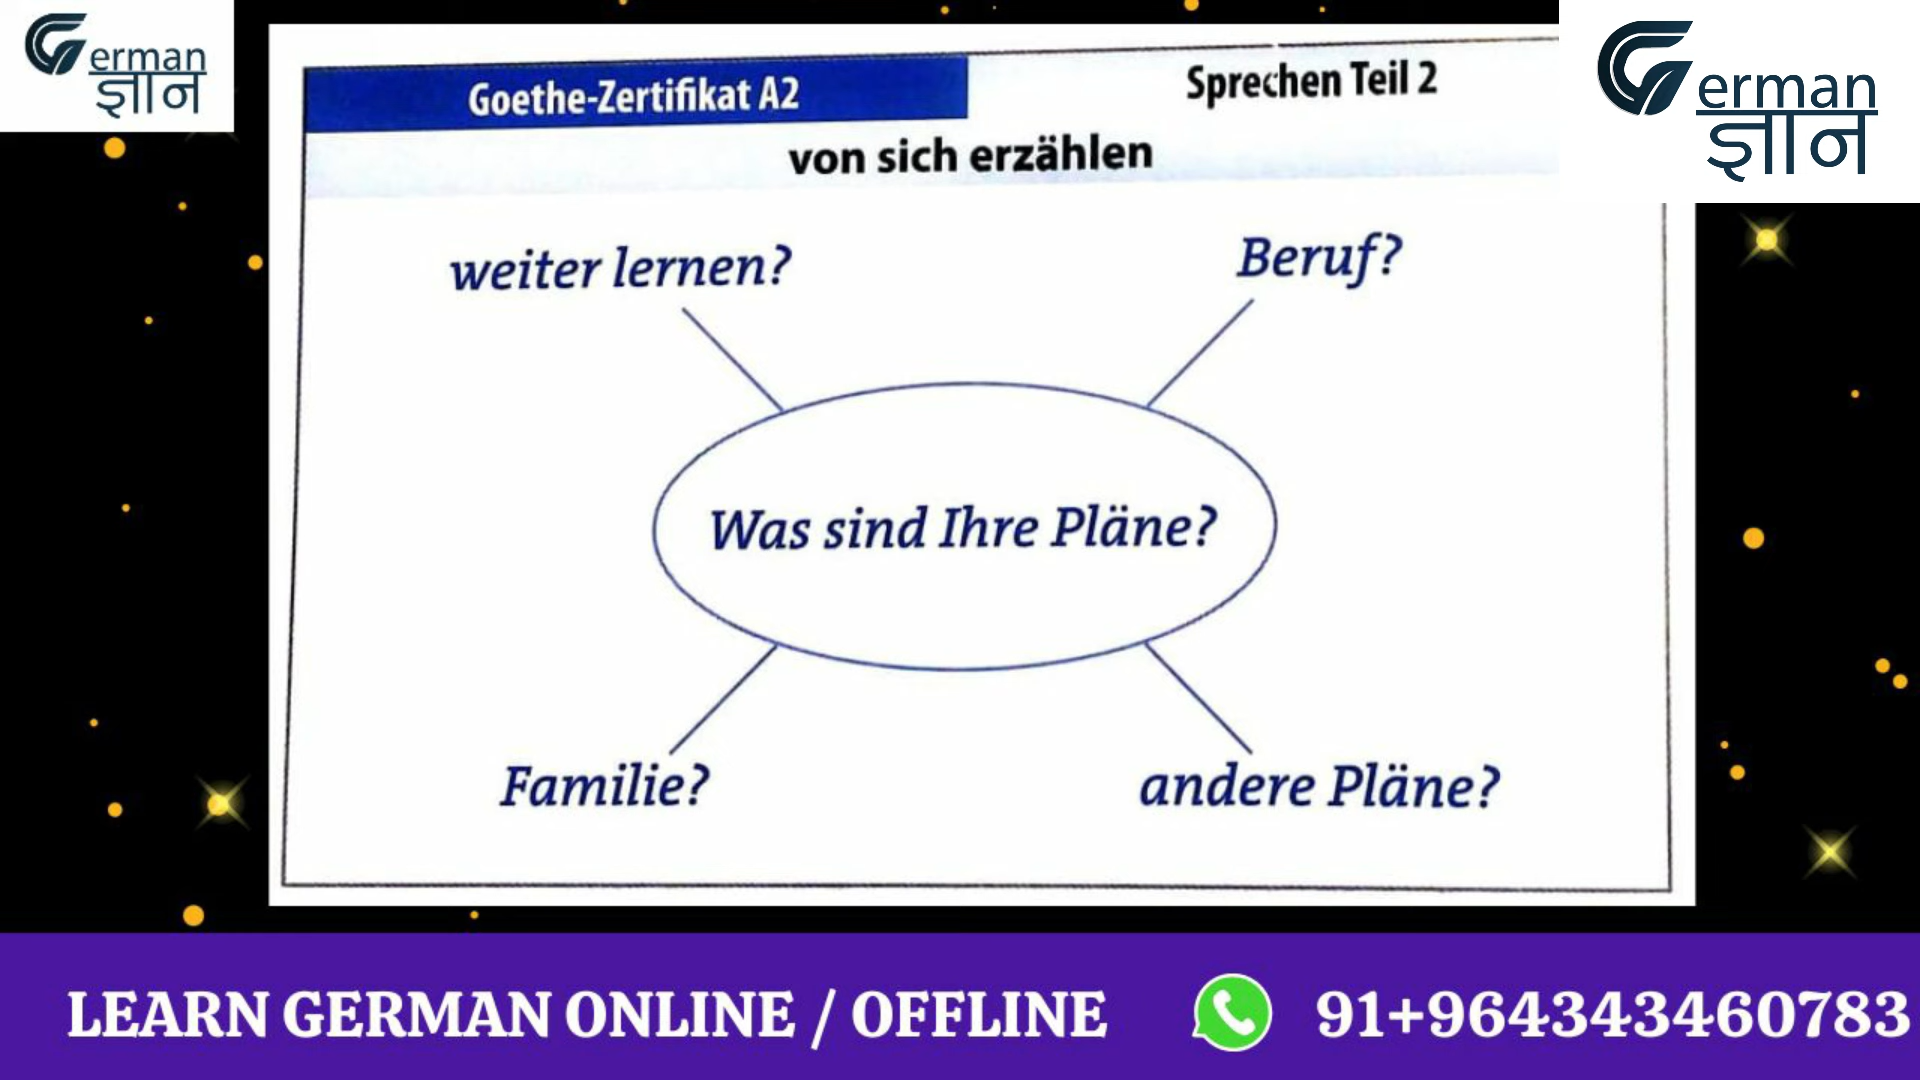 German
ज्ञान
German
ज्ञान
Goethe-Zertifikat A2
Sprechen Teil 2
von sich erzählen
weiter lernen?
Beruf?
Was sind Ihre Pläne?
Familie?
andere Pläne?
LEARN GERMAN ONLINE / OFFLINE
91+964343460783